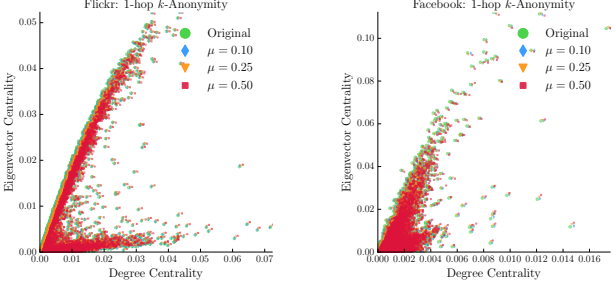 Flickr: 1-hop k-Anonymity
Eigenvector Centrality
0.05
0.04
0.03
0.02
0.01
0.00
0.00 0.01 0.02 0.03 0.04 0.05 0.06 0.07
Degree Centrality
Original
μ = 0.10
μ = 0.25
μ = 0.50
Facebook: 1-hop k-Anonymity
Eigenvector Centrality
0.10
0.08
0.06
0.04
0.02
0.00
0.000 0.002 0.004 0.006 0.008 0.010 0.012 0.014 0.016
Degree Centrality
Original
μ = 0.10
μ = 0.25
μ = 0.50